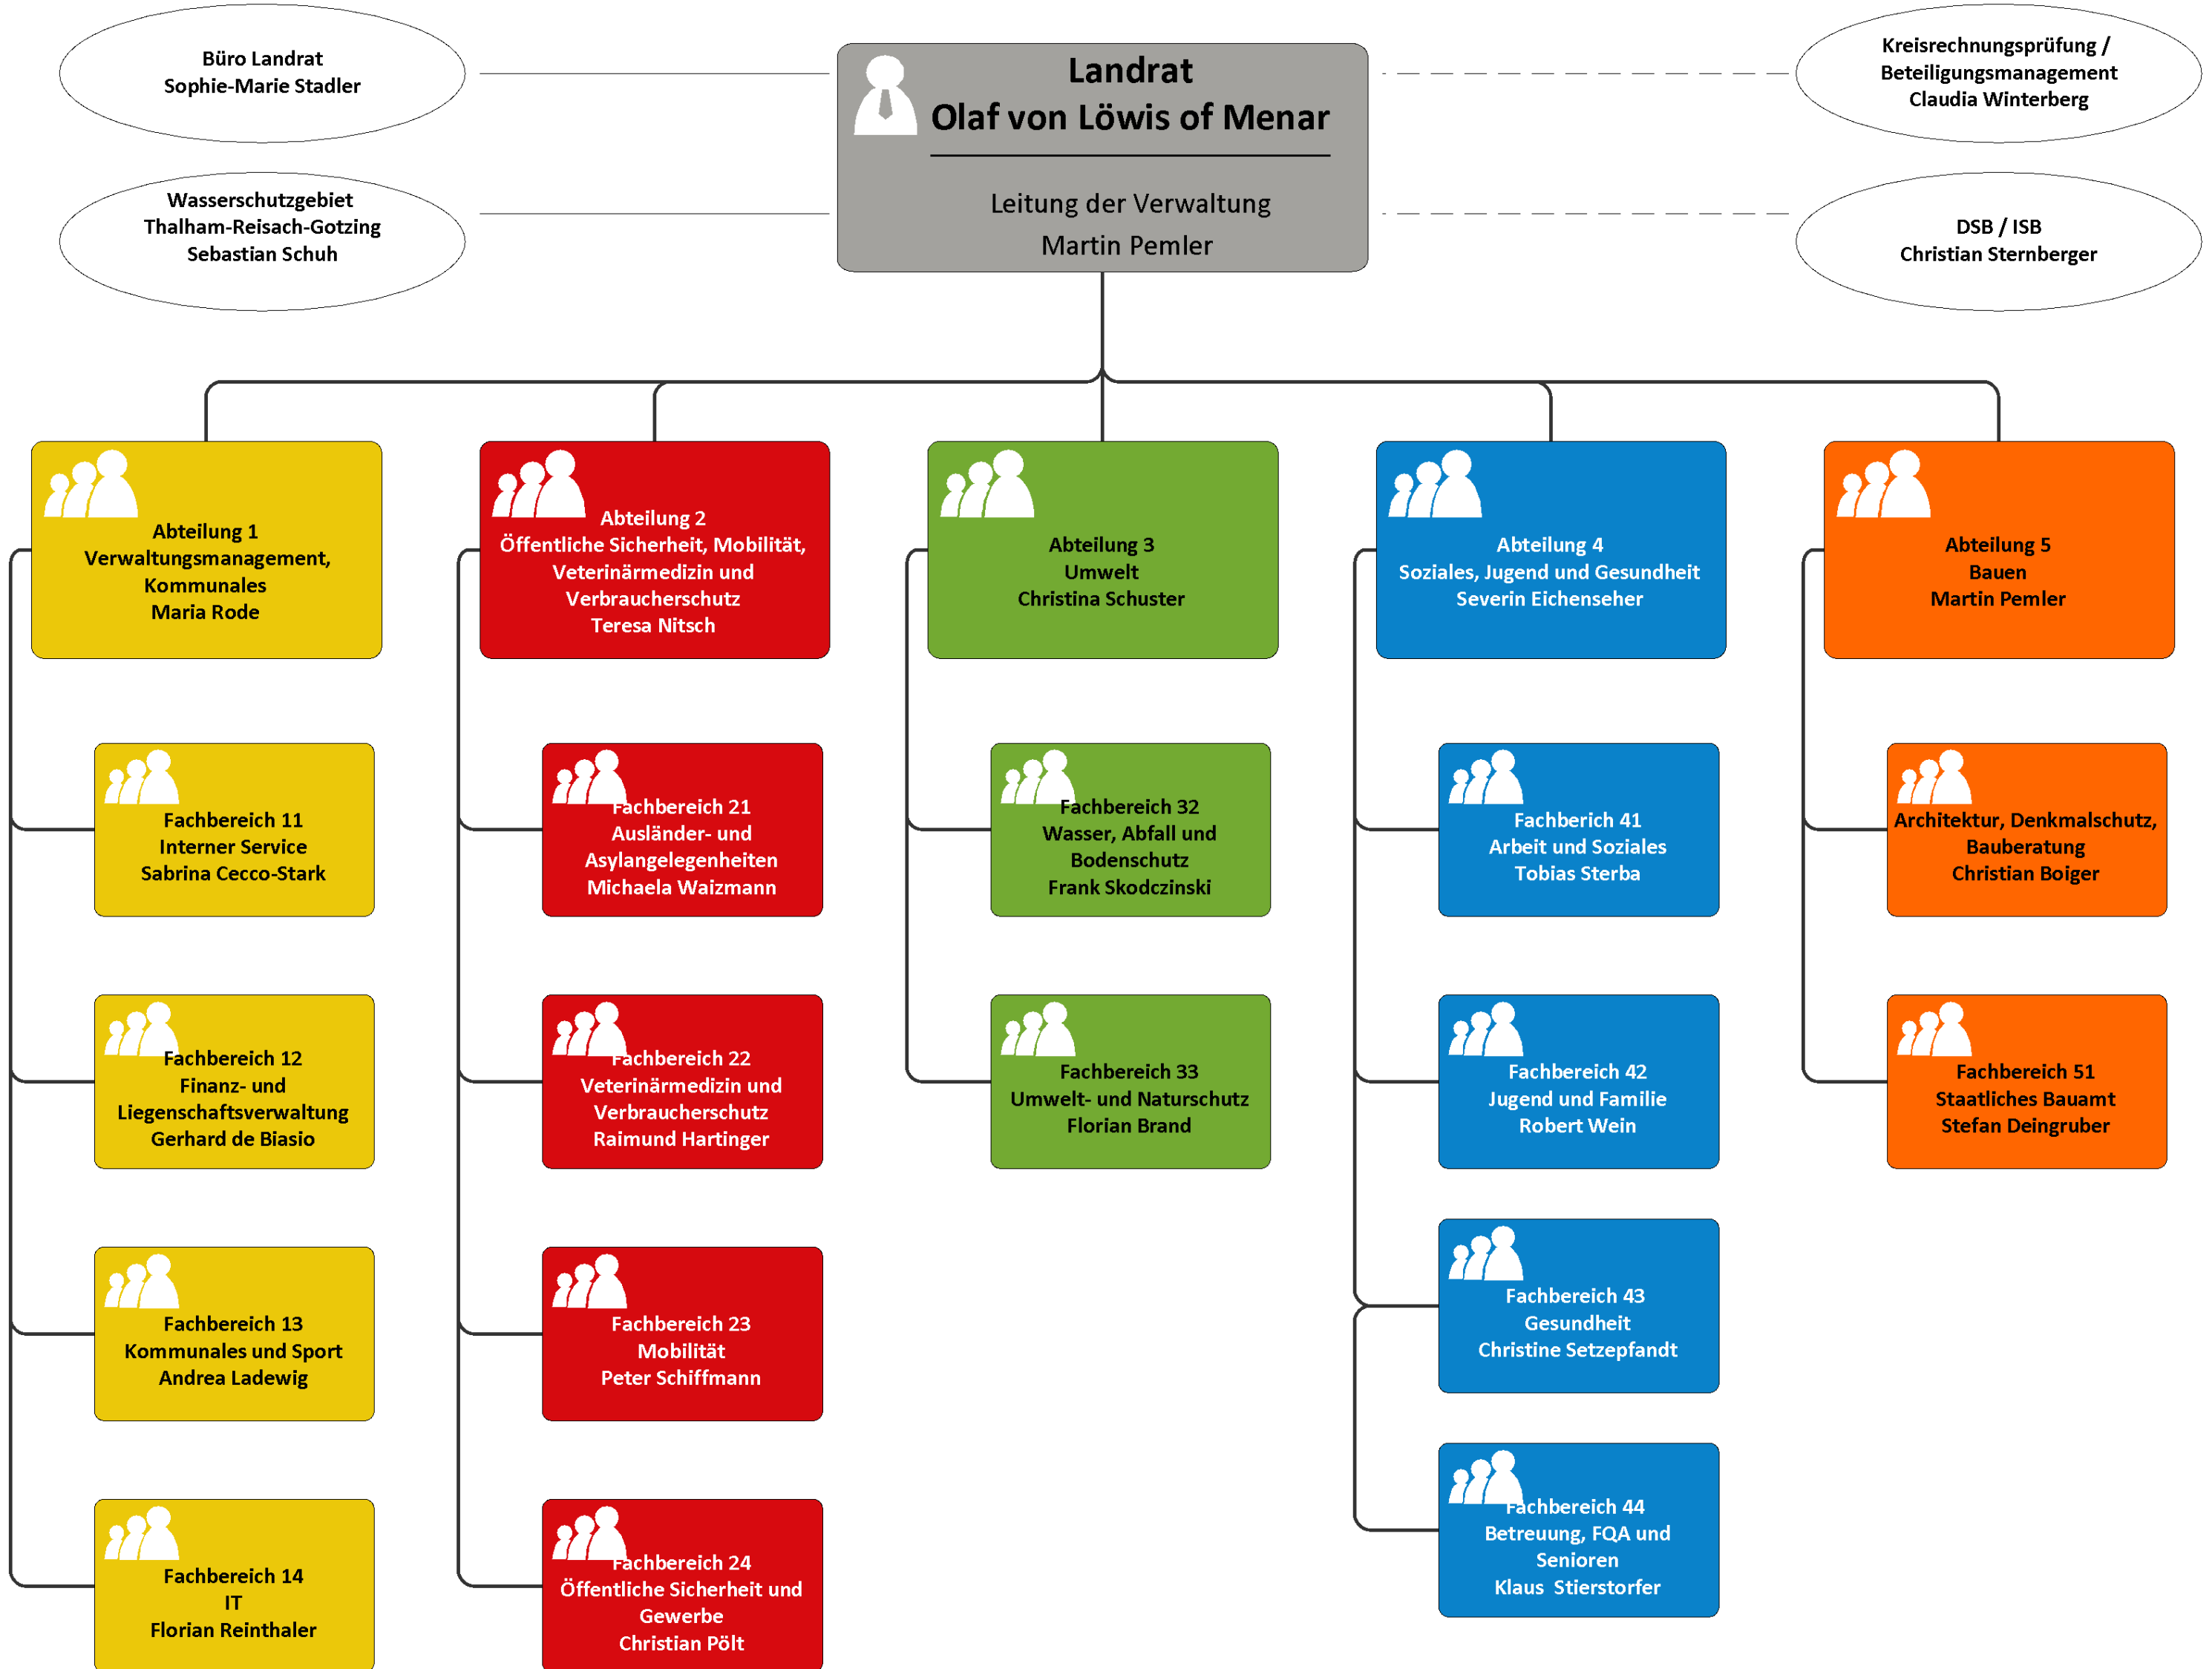 Büro Landrat
Sophie-Marie Stadler
Landrat
Olaf von Löwis of Menar
Leitung der Verwaltung
Martin Pemler
Kreisrechnungsprüfung /
Beteiligungsmanagement
Claudia Winterberg
Wasserschutzgebiet
Thalham-Reisach-Gotzing
Sebastian Schuh
DSB / ISB
Christian Sternberger
Abteilung 1
Verwaltungsmanagement,
Kommunales
Maria Rode
Abteilung 2
Öffentliche Sicherheit, Mobilität,
Veterinärmedizin und
Verbraucherschutz
Teresa Nitsch
Abteilung 3
Umwelt
Christina Schuster
Abteilung 4
Soziales, Jugend und Gesundheit
Severin Eichenseher
Abteilung 5
Bauen
Martin Pemler
Fachbereich 11
Interner Service
Sabrina Cecco-Stark
Fachbereich 21
Ausländer- und
Asylangelegenheiten
Michaela Waizmann
Fachbereich 32
Wasser, Abfall und
Bodenschutz
Frank Skodczinski
Fachberich 41
Arbeit und Soziales
Tobias Sterba
Architektur, Denkmalschutz,
Bauberatung
Christian Boiger
Fachbereich 12
Finanz- und
Liegenschaftsverwaltung
Gerhard de Biasio
Fachbereich 22
Veterinärmedizin und
Verbraucherschutz
Raimund Hartinger
Fachbereich 33
Umwelt- und Naturschutz
Florian Brand
Fachbereich 42
Jugend und Familie
Robert Wein
Fachbereich 51
Staatliches Bauamt
Stefan Deingruber
Fachbereich 13
Kommunales und Sport
Andrea Ladewig
Fachbereich 23
Mobilität
Peter Schiffmann
Fachbereich 43
Gesundheit
Christine Setzepfandt
Fachbereich 14
IT
Florian Reinthaler
Fachbereich 24
Öffentliche Sicherheit und
Gewerbe
Christian Pölt
Fachbereich 44
Betreuung, FQA und
Senioren
Klaus  Stierstorfer